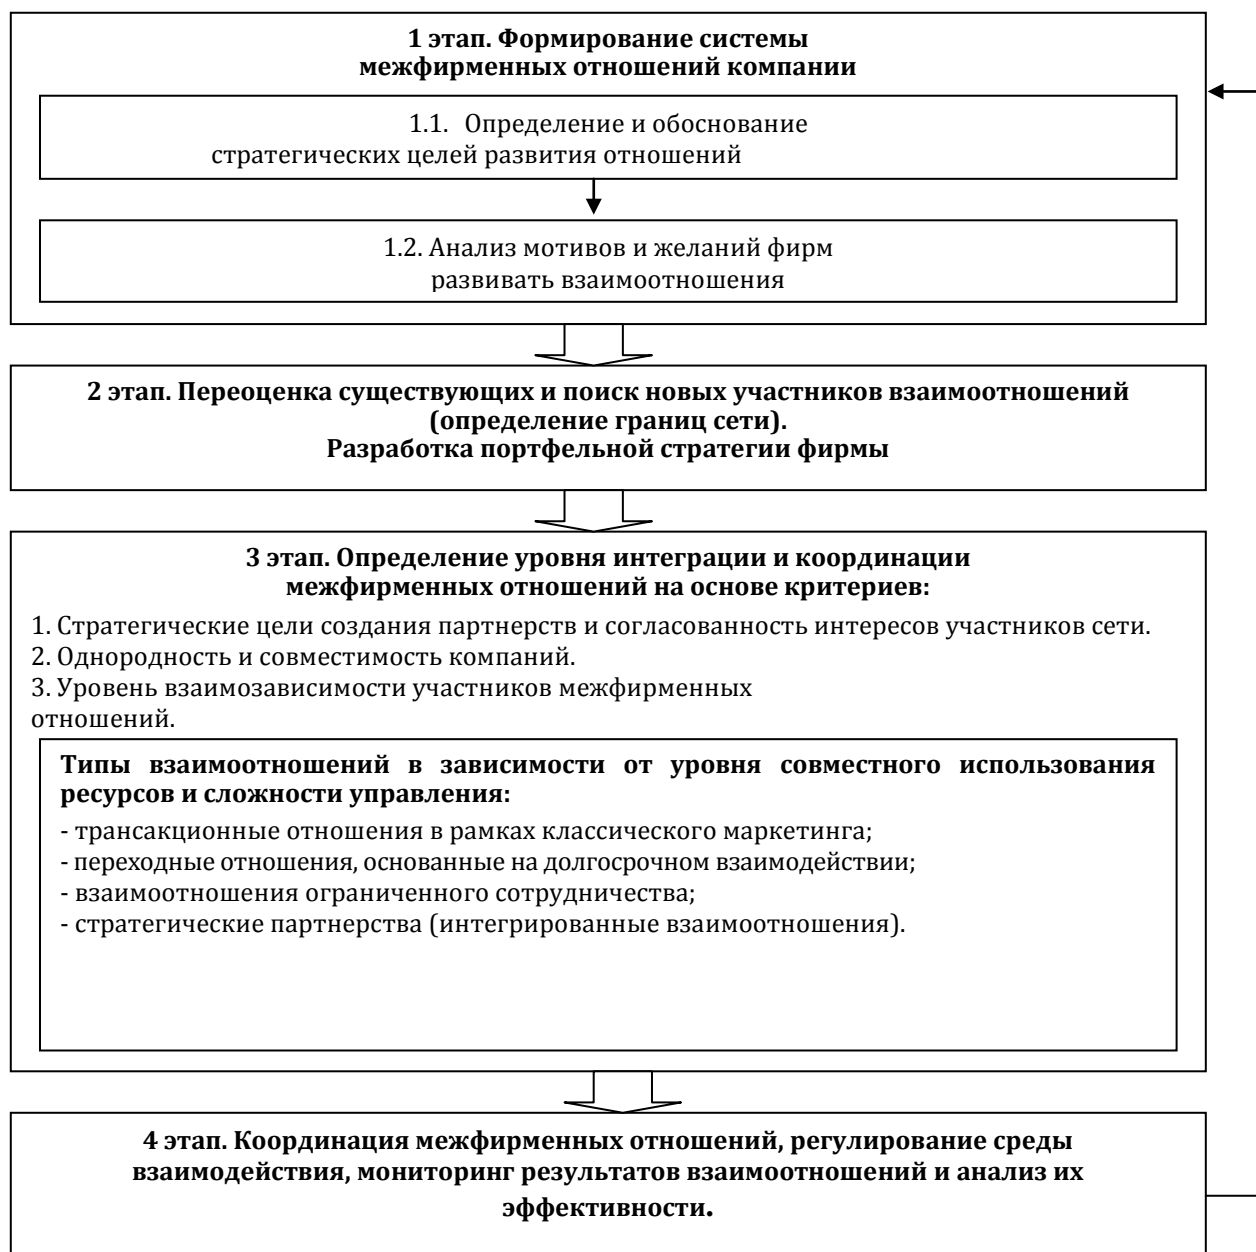 1 этап. Формирование системы
межфирменных отношений компании
1.1. Определение и обоснование
стратегических целей развития отношений
1.2. Анализ мотивов и желаний фирм
развивать взаимоотношения
2 этап. Переоценка существующих и поиск новых участников взаимоотношений
(определение границ сети).
Разработка портфельной стратегии фирмы
3 этап. Определение уровня интеграции и координации
межфирменных отношений на основе критериев:
1. Стратегические цели создания партнерств и согласованность интересов участников сети.
2. Однородность и совместимость компаний.
3. Уровень взаимозависимости участников межфирменных
отношений.
Типы взаимоотношений в зависимости от уровня совместного использования
ресурсов и сложности управления:
- трансакционные отношения в рамках классического маркетинга;
- переходные отношения, основанные на долгосрочном взаимодействии;
- взаимоотношения ограниченного сотрудничества;
- стратегические партнерства (интегрированные взаимоотношения).
4 этап. Координация межфирменных отношений, регулирование среды
взаимодействия, мониторинг результатов взаимоотношений и анализ их
эффективности.